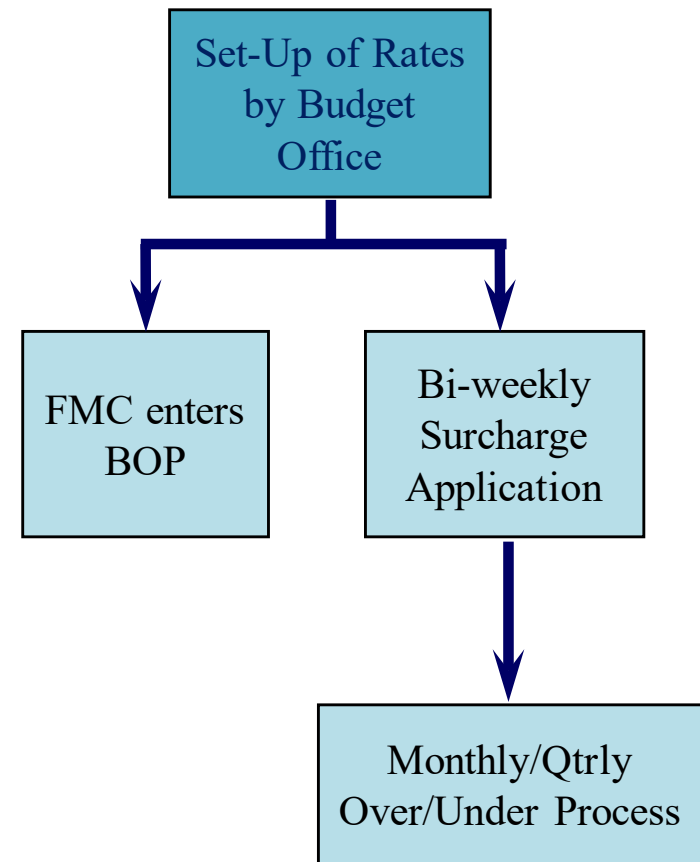 Set-Up of Rates
by Budget
Office
FMC enters
BOP
Bi-weekly
Surcharge
Application
Monthly/Qtrly
Over/Under Process